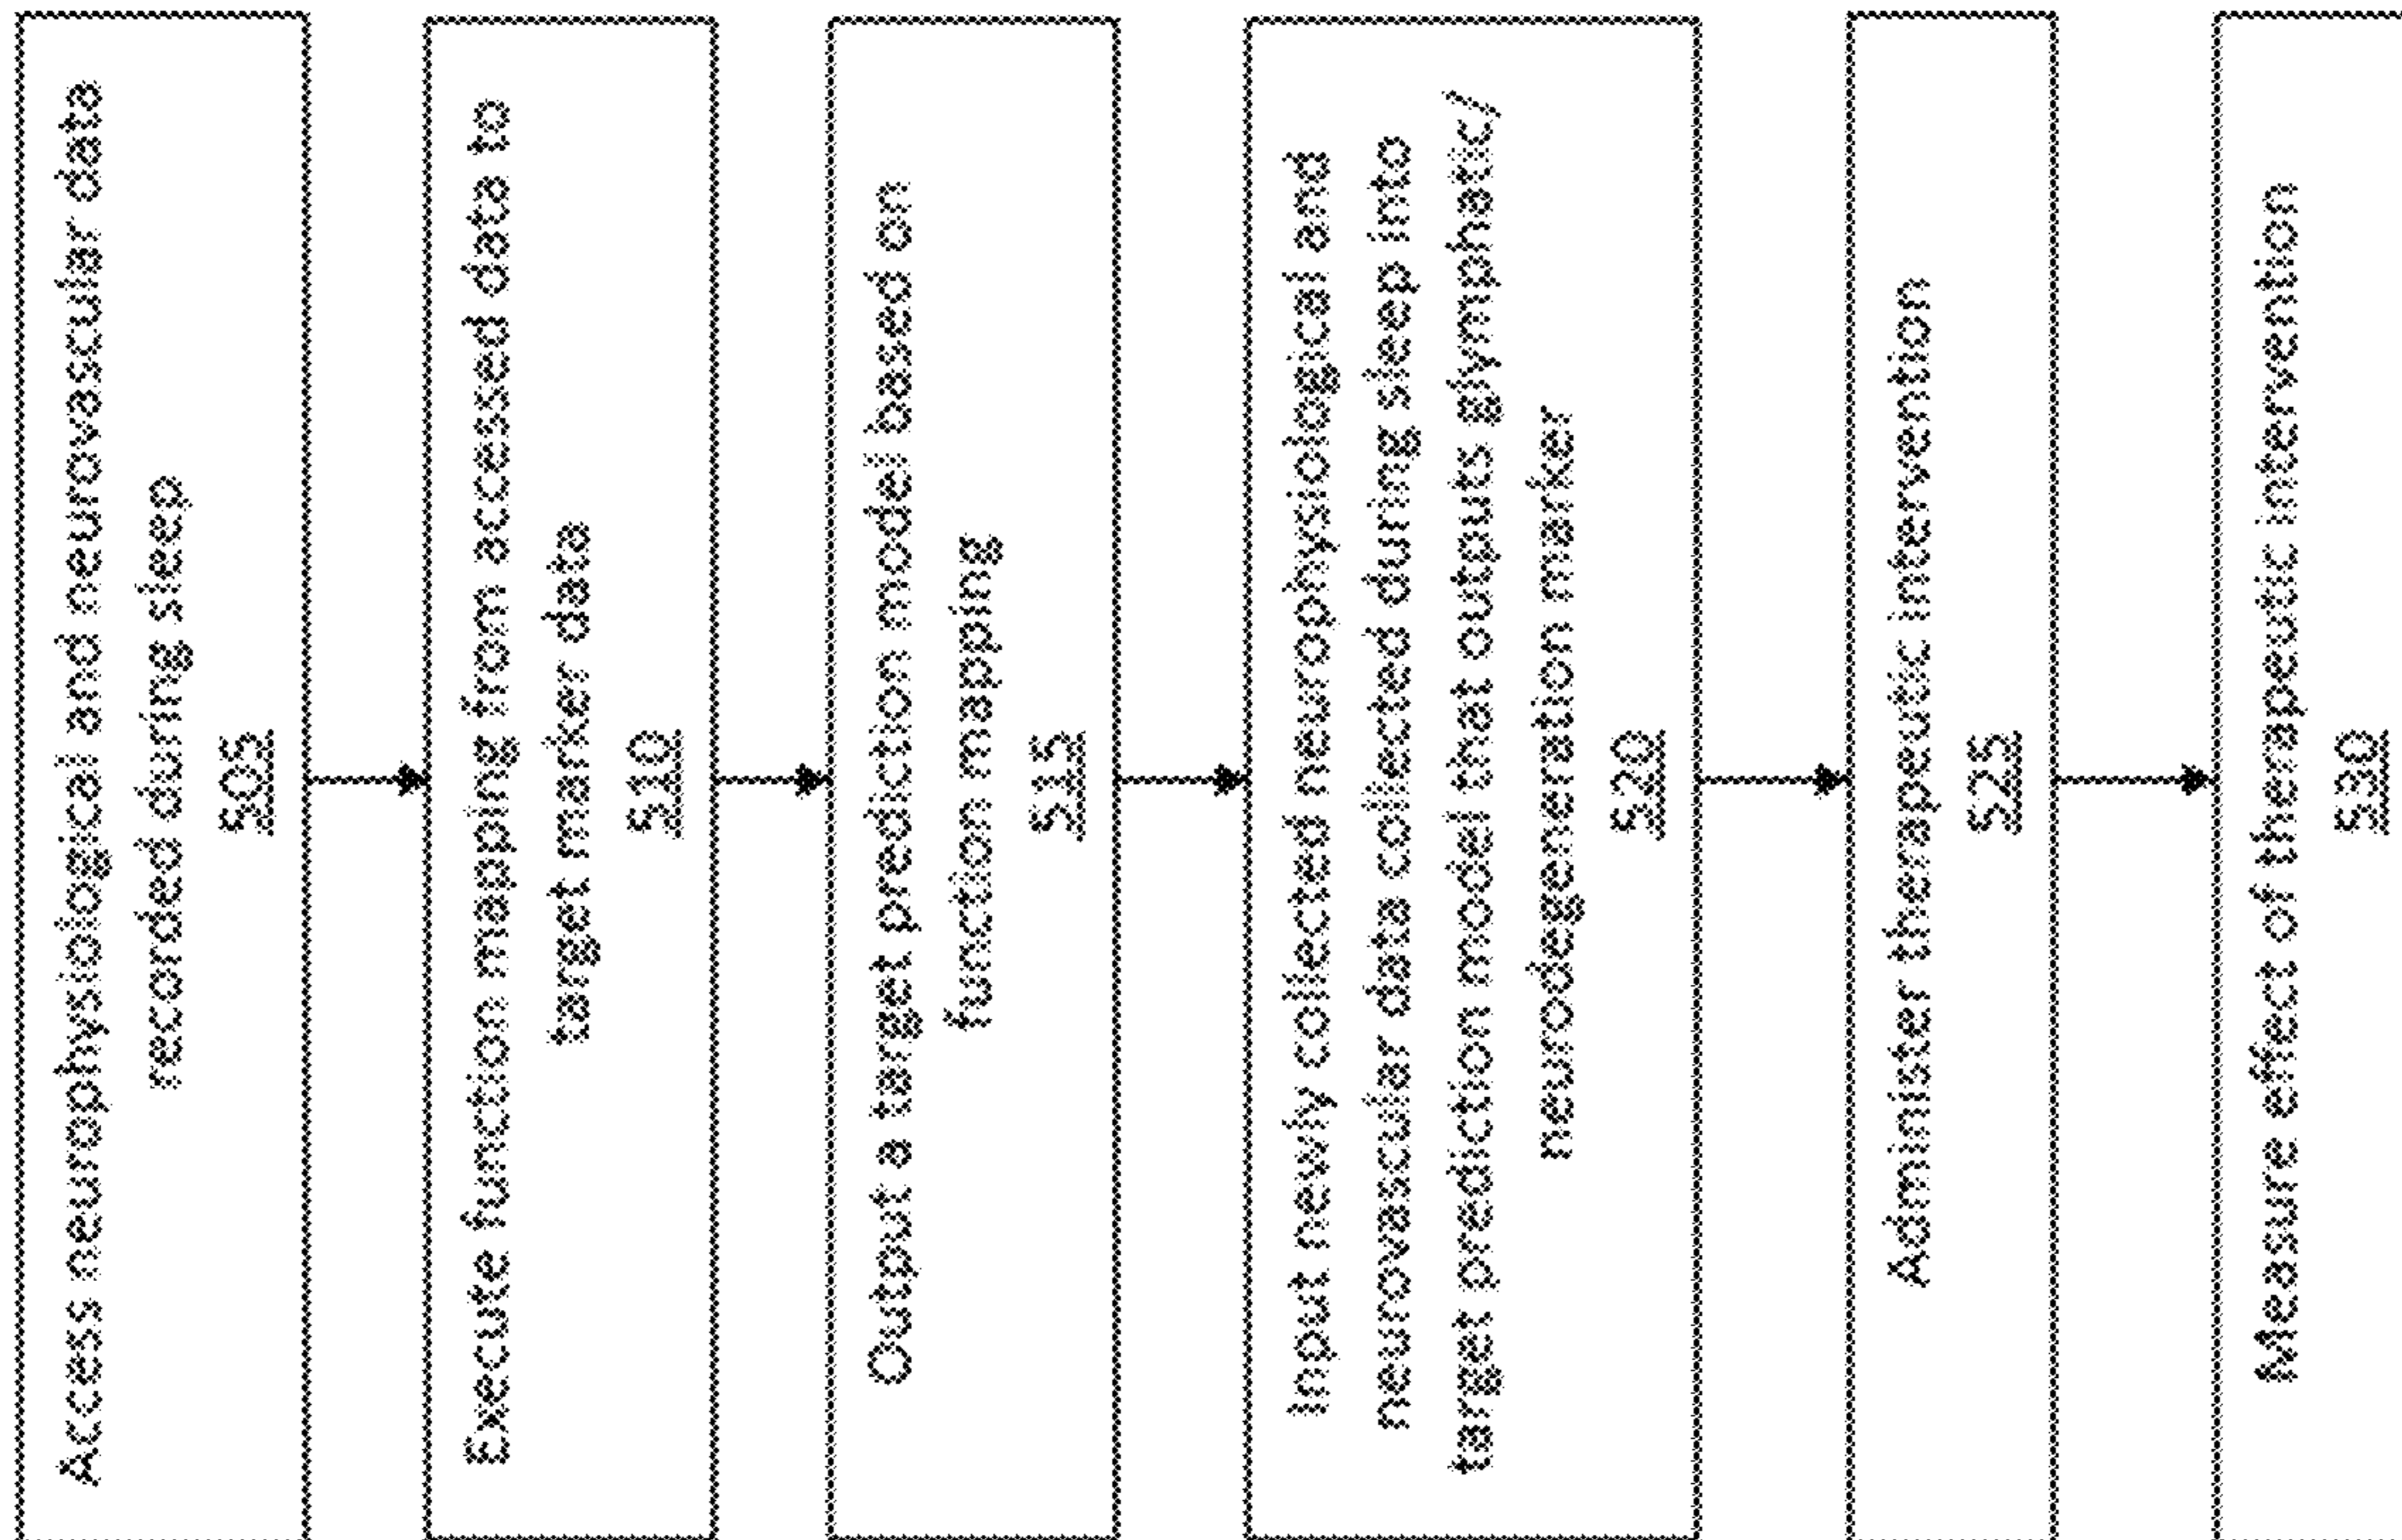 Access neurophysiological and neurovascular data
recorded during sleep
505
Execute function mapping from accessed data to
target marker data
510
Output a target prediction model based on
function mapping
515
Input newly collected neurophysiological and
neurovascular data collected during sleep into
target prediction model that outputs glymphatic/
neurodegeneration marker
520
Administer therapeutic intervention
525
Measure effect of therapeutic intervention
530